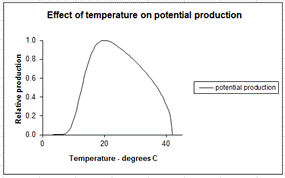 Effect of temperature on potential production
Relative production
1.0
0.8
0.6
0.4
0.2
0.0
0
20
40
Temperature - degrees C
potential production